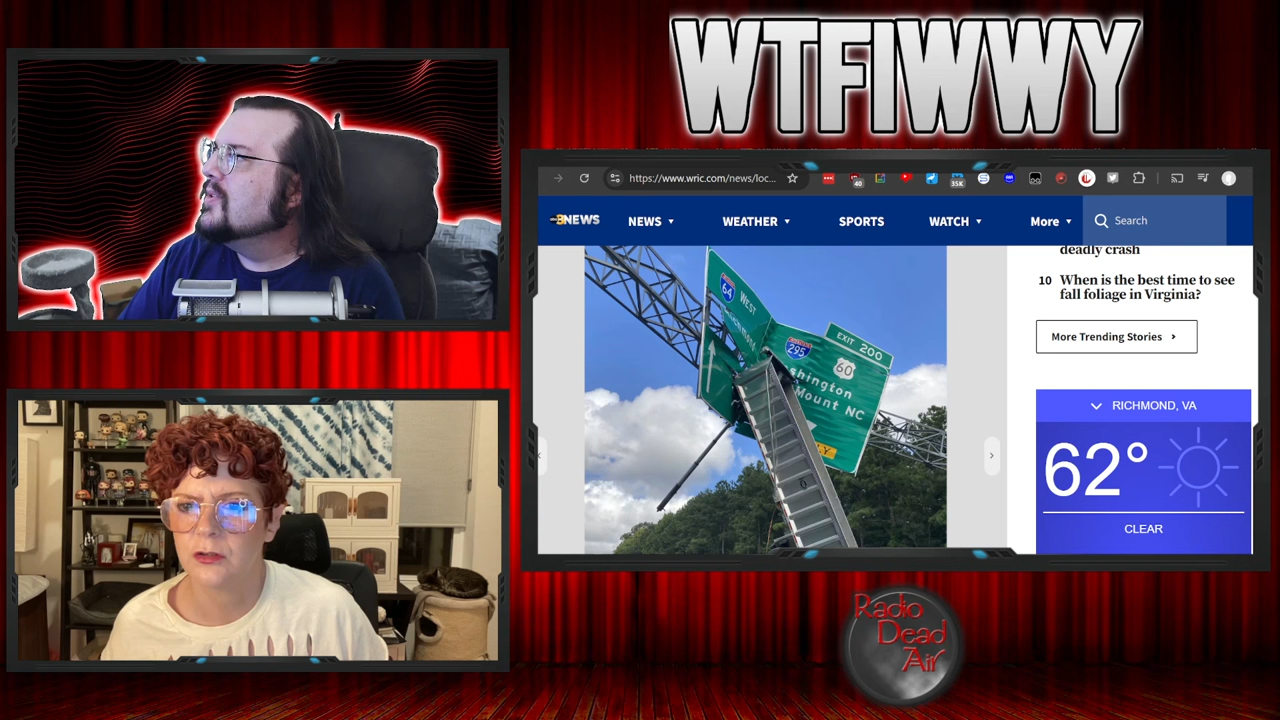 WTFIWWY
https://www.wric.com/news/loc...
40
35K
8NEWS
NEWS
WEATHER
SPORTS
WATCH
More
Search
deadly crash
10 When is the best time to see
fall foliage in Virginia?
More Trending Stories
64
WEST
EXIT 200
295
60
shington
Mount NC
RICHMOND, VA
62°
CLEAR
Radio
Dead
Air